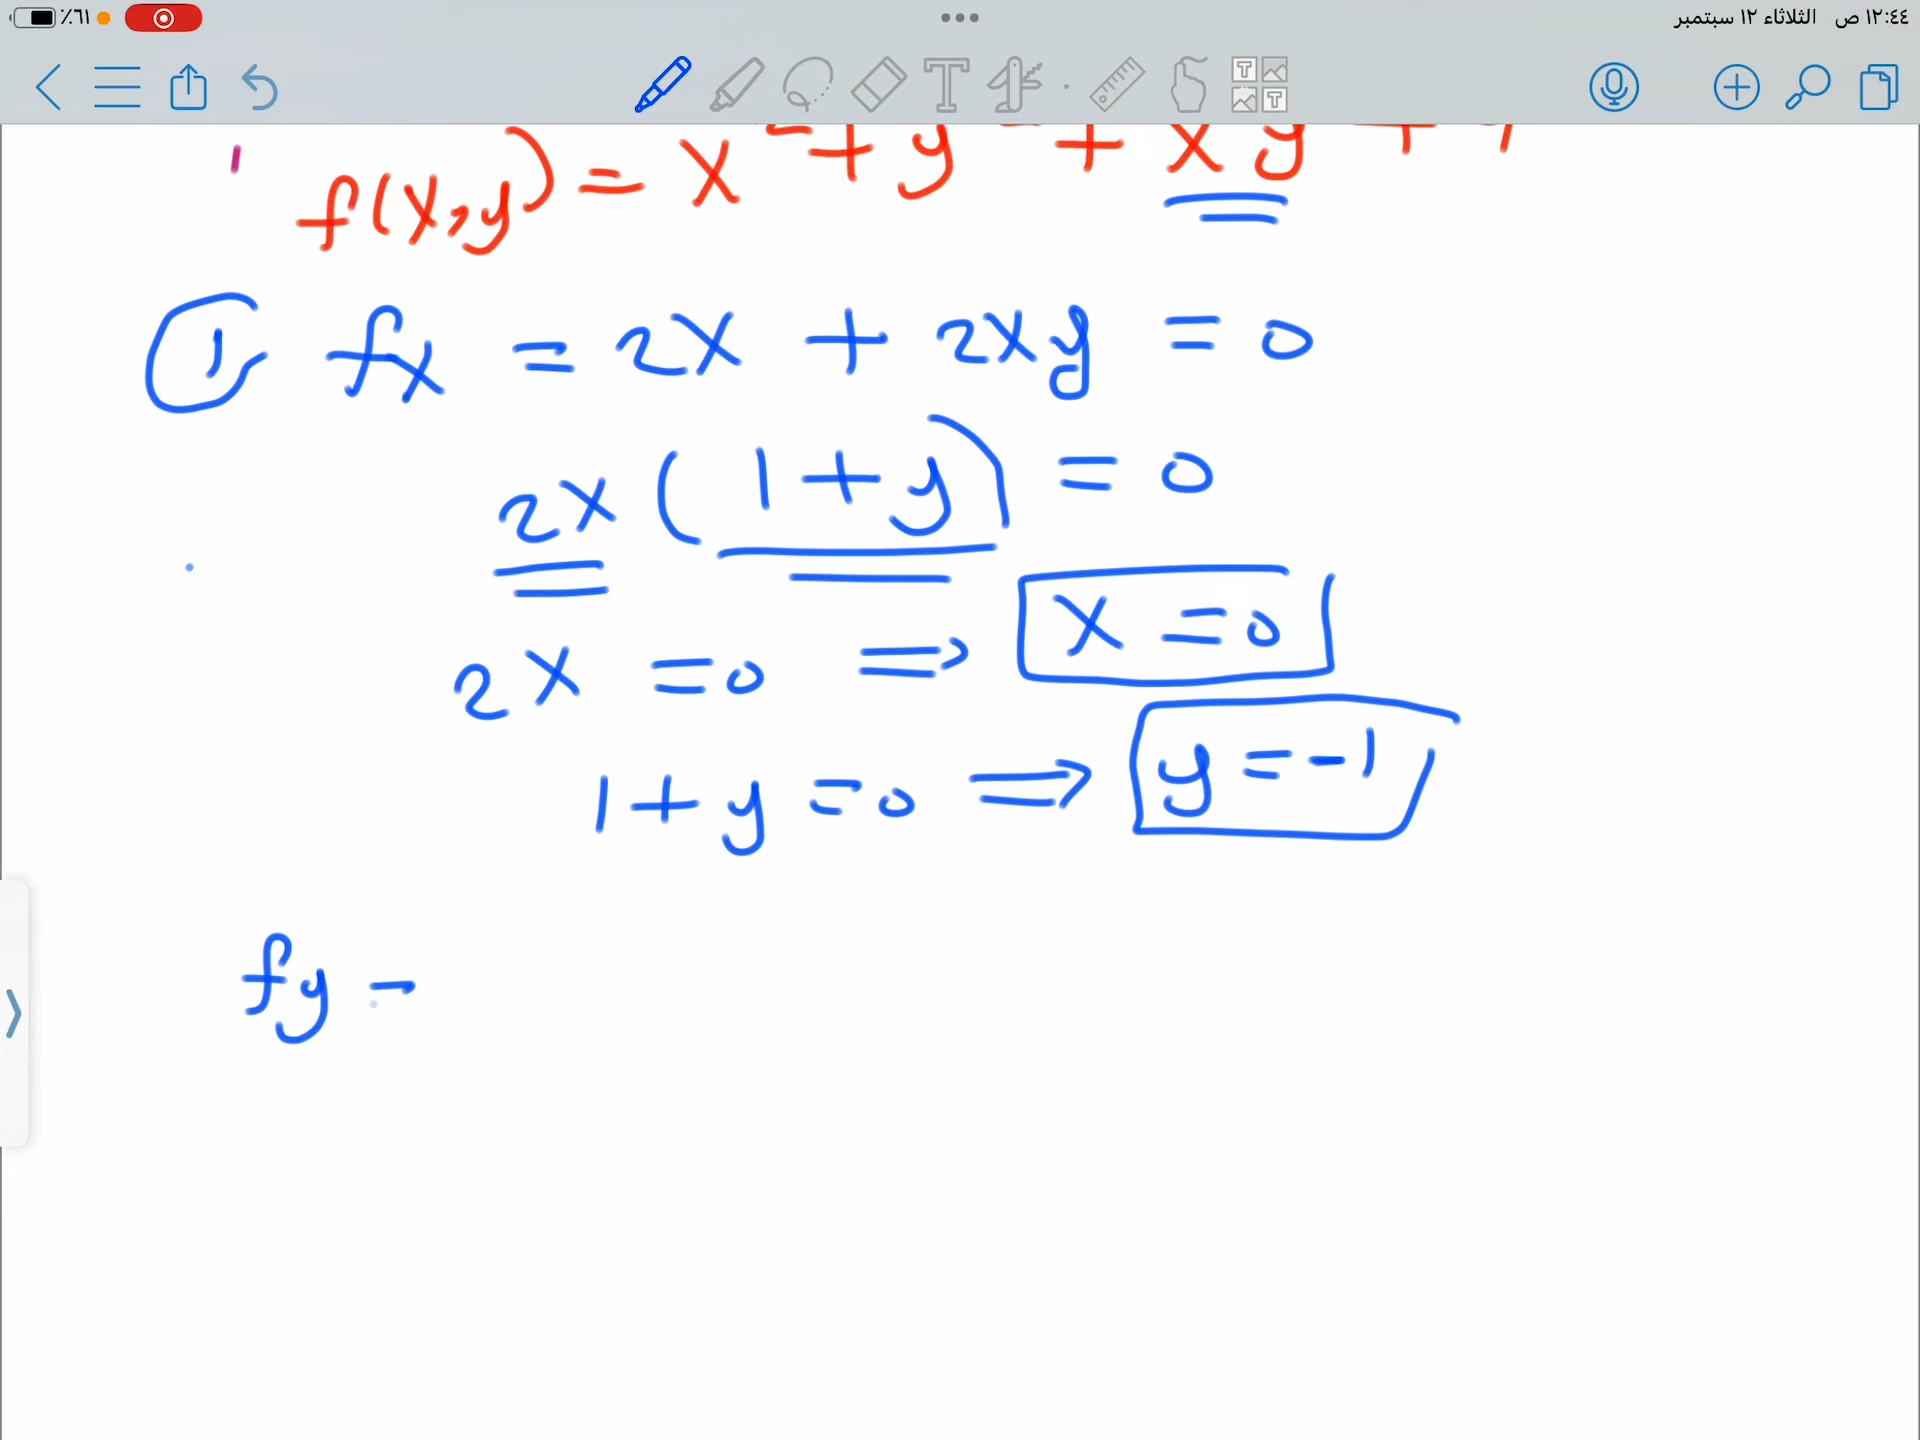 ٪٦١
١٢:٤٤ ص الثلاثاء ١٢ سبتمبر
f(x,y) = x² + y + xy +
① fx = 2x + 2xy = 0
2x (1+y) = 0
2x = 0 ⇒ x = 0
1+y = 0 ⇒ y = -1
fy -